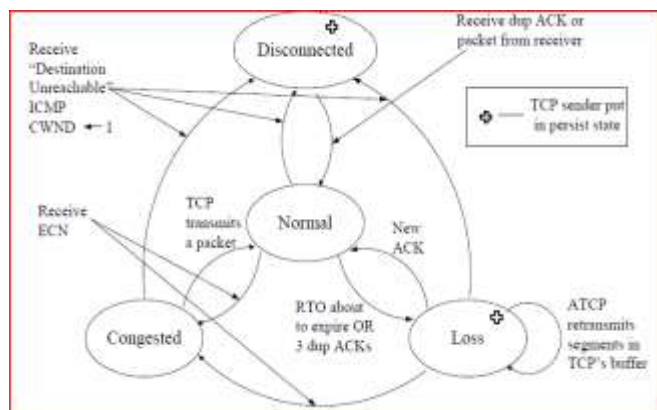 Receive
"Destination
Unreachable"
ICMP
CWND ← 1
Disconnected
Receive dup ACK or
packet from receiver
TCP sender put
in persist state
Receive
ECN
TCP
transmits
a packet
Normal
New
ACK
RTO about
to expire OR
3 dup ACKs
Congested
Loss
ATCP
retransmits
segments in
TCP's buffer